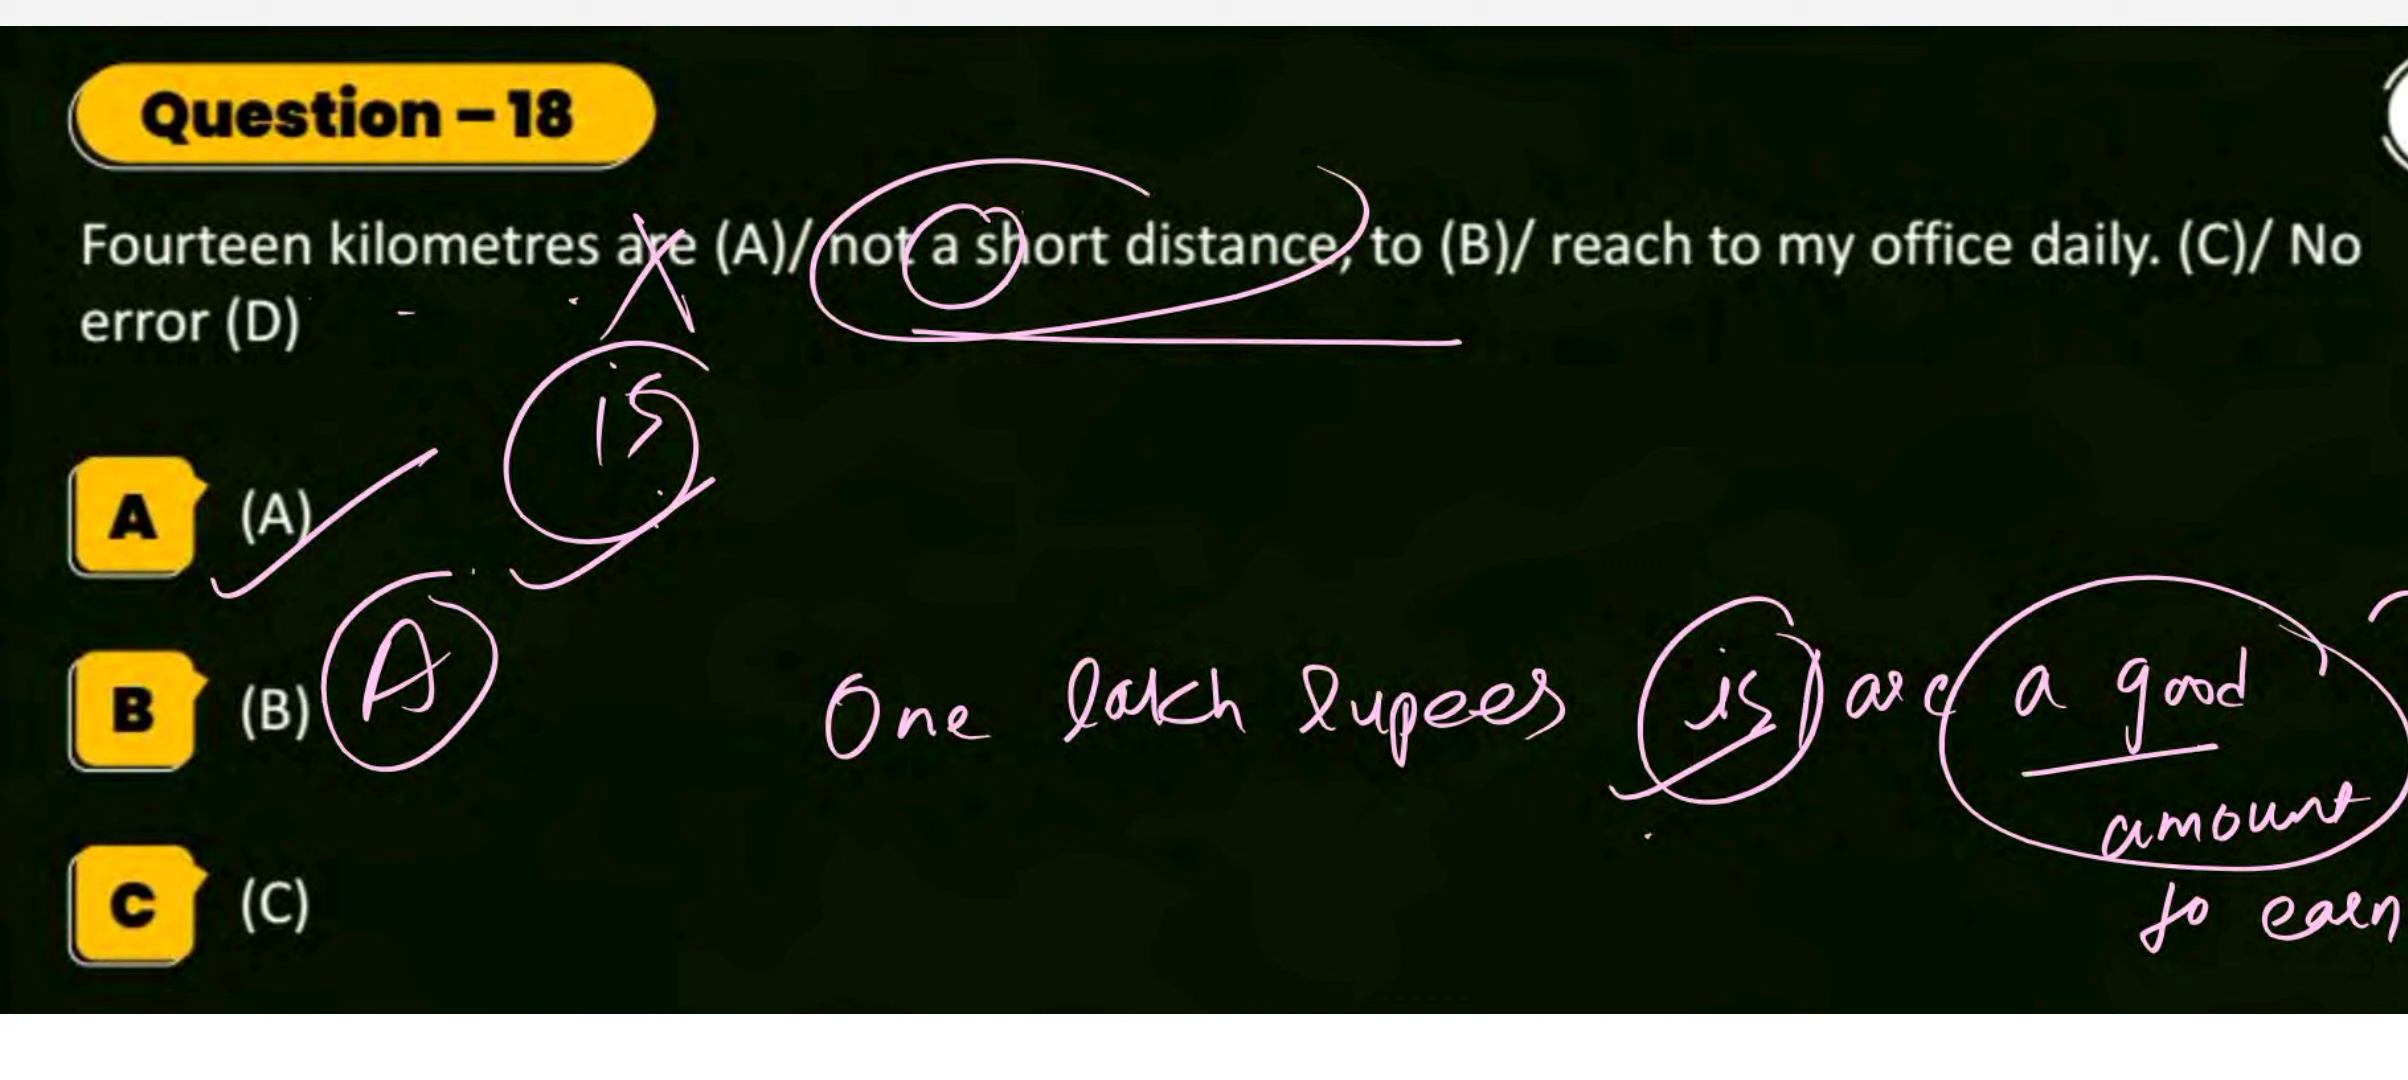 Question – 18
Fourteen kilometres are (A)/ not a short distance, to (B)/ reach to my office daily. (C)/ No
error (D)
is
A (A)
A
B (B)
One lakh rupees is) are a good
amount
C (C)
to earn